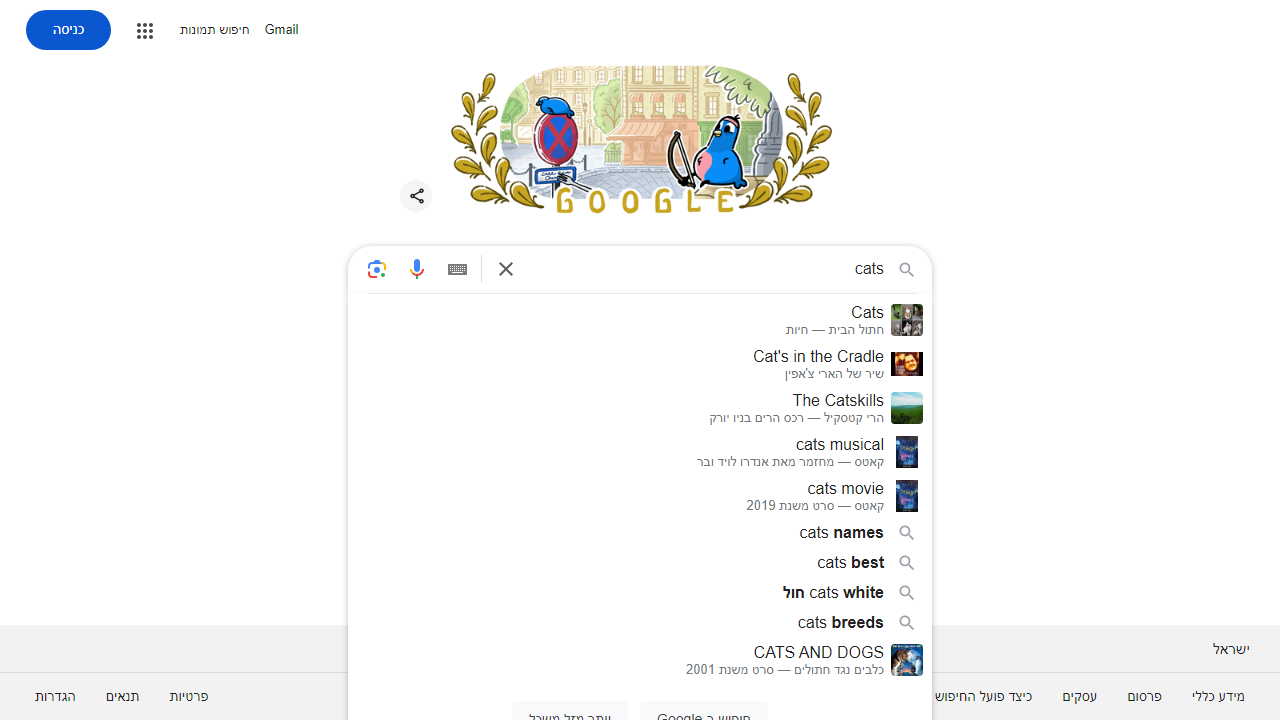 Gmail
חיפוש תמונות
כניסה
GOOGLE
cats
Cats
חתול הבית — חיות
Cat's in the Cradle
שיר של הארי צ'אפין
The Catskills
הרי קטסקיל — רכס הרים בניו יורק
cats musical
קאטס — מחזמר מאת אנדרו לויד ובר
cats movie
קאטס — סרט משנת 2019
cats names
cats best
חול cats white
cats breeds
CATS AND DOGS
כלבים נגד חתולים — סרט משנת 2001
חיפוש ב-Google
יותר מזל משכל
ישראל
מידע כללי
פרסום
עסקים
כיצד פועל החיפוש
פרטיות
תנאים
הגדרות